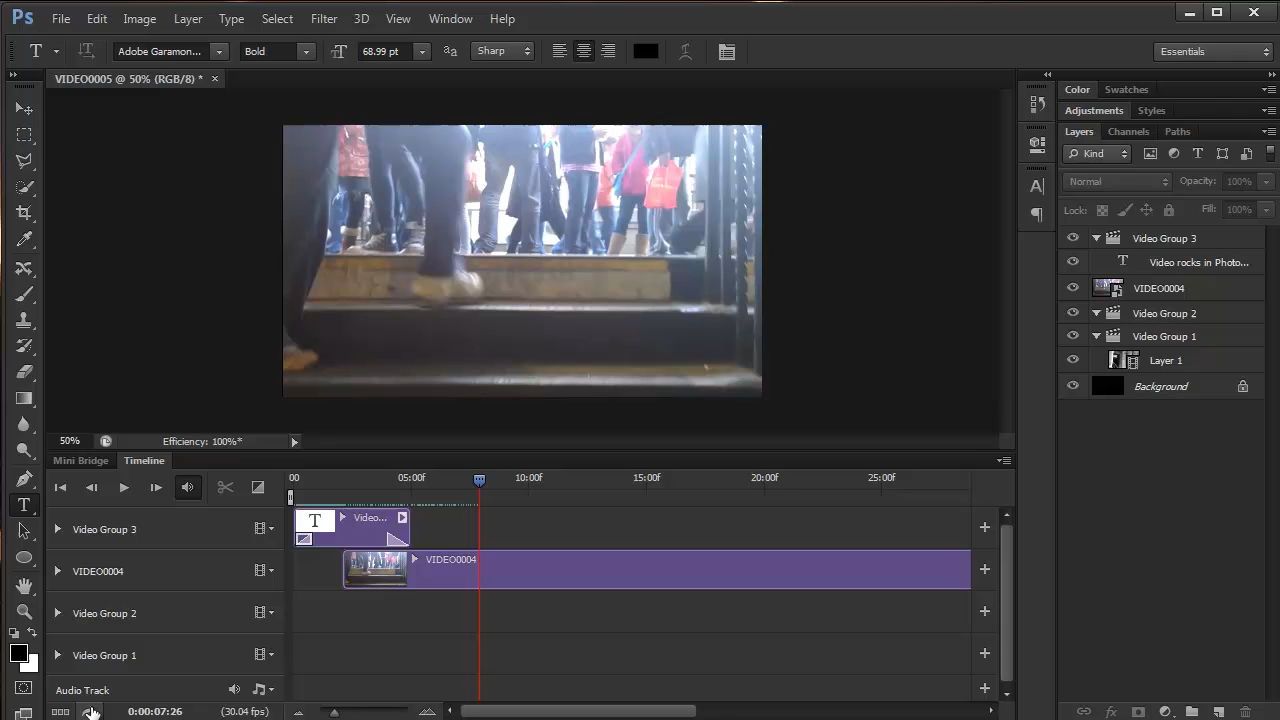 Ps File Edit Image Layer Type Select Filter 3D View Window Help
T Adobe Garamon... Bold 68.99 pt aa Sharp Essentials
VIDEO0005 @ 50% (RGB/8) * ×
Color Swatches
Adjustments Styles
Layers Channels Paths
Kind
Normal Opacity: 100%
Lock: Fill: 100%
Video Group 3
T Video rocks in Photo...
VIDEO0004
Video Group 2
Video Group 1
Layer 1
Background
50% Efficiency: 100%*
Mini Bridge Timeline
00 05:00f 10:00f 15:00f 20:00f 25:00f
Video Group 3 T Video...
VIDEO0004 VIDEO0004
Video Group 2
Video Group 1
Audio Track
0:00:07:26 (30.04 fps)